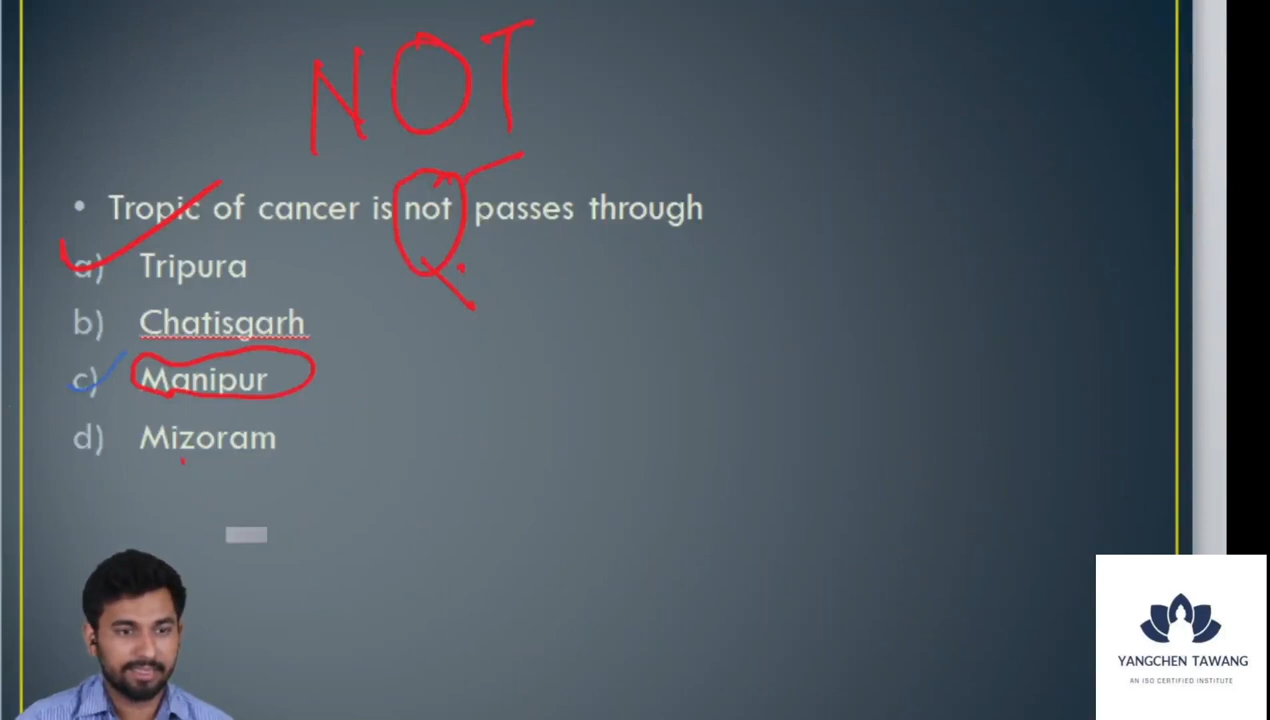 NOT
• Tropic of cancer is not passes through
a) Tripura
b) Chatisgarh
c) Manipur
d) Mizoram
YANGCHEN TAWANG
AN ISO CERTIFIED INSTITUTE